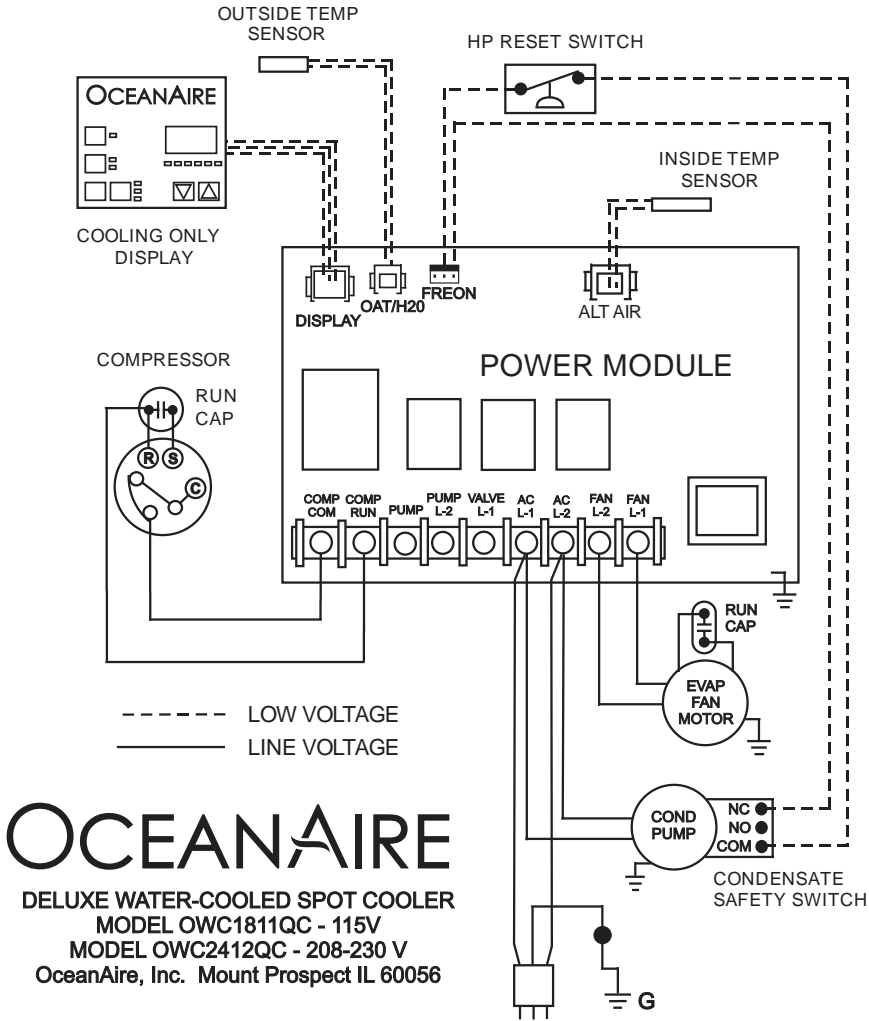 OUTSIDE TEMP
SENSOR
HP RESET SWITCH
OCEANAIRE
INSIDE TEMP
SENSOR
COOLING ONLY
DISPLAY
DISPLAY
OAT/H20
FREON
ALT AIR
POWER MODULE
COMPRESSOR
RUN
CAP
R S
C
COMP
COM
COMP
RUN
PUMP
PUMP
L-2
VALVE
L-1
AC
L-1
AC
L-2
FAN
L-2
FAN
L-1
RUN
CAP
EVAP
FAN
MOTOR
LOW VOLTAGE
LINE VOLTAGE
COND
PUMP
NC
NO
COM
CONDENSATE
SAFETY SWITCH
OCEANAIRE
DELUXE WATER-COOLED SPOT COOLER
MODEL OWC1811QC - 115V
MODEL OWC2412QC - 208-230 V
OceanAire, Inc. Mount Prospect IL 60056
G